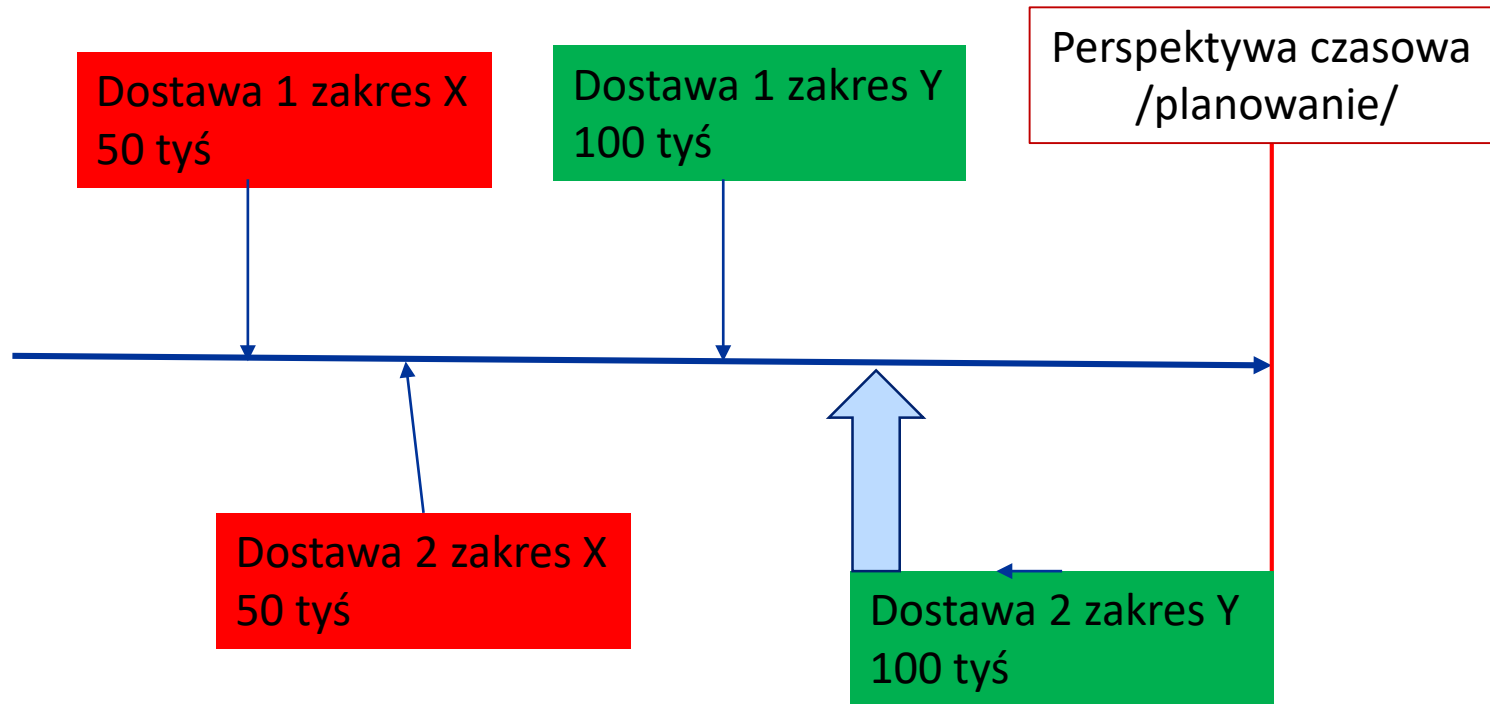 Dostawa 1 zakres X
50 tyś
Dostawa 1 zakres Y
100 tyś
Perspektywa czasowa
/planowanie/
Dostawa 2 zakres X
50 tyś
Dostawa 2 zakres Y
100 tyś